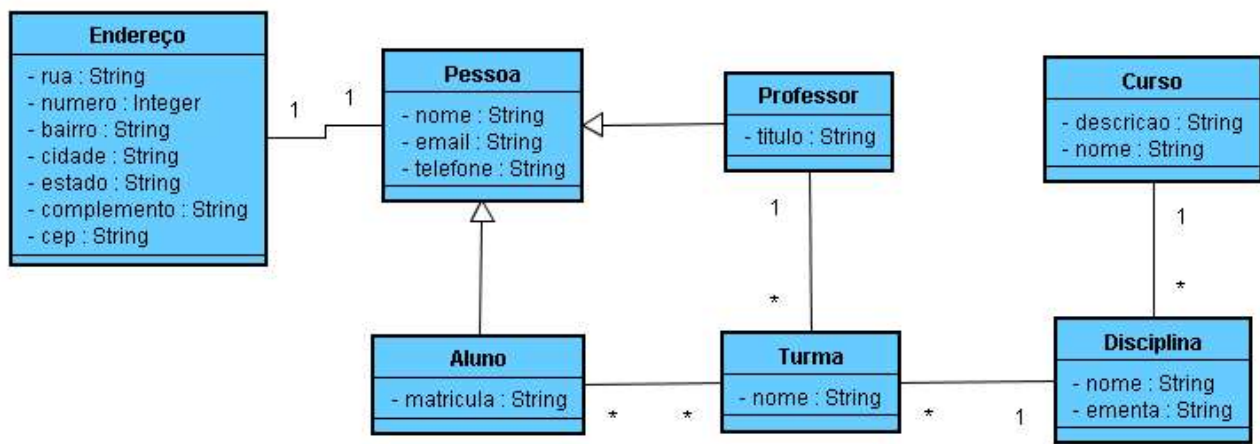 Endereço
- rua : String
- numero : Integer
- bairro : String
- cidade : String
- estado : String
- complemento : String
- cep : String
1
1
Pessoa
- nome : String
- email : String
- telefone : String
Professor
- titulo : String
Curso
- descricao : String
- nome : String
1
*
1
*
Aluno
- matricula : String
*
*
Turma
- nome : String
*
1
Disciplina
- nome : String
- ementa : String